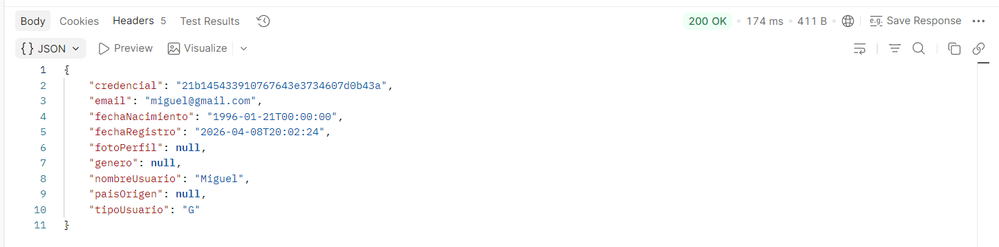 Body Cookies Headers 5 Test Results 200 OK • 174 ms • 411 B • e.g. Save Response •••
{} JSON Preview Visualize
1 {
2 "credencial": "21b145433910767643e3734607d0b43a",
3 "email": "miguel@gmail.com",
4 "fechaNacimiento": "1996-01-21T00:00:00",
5 "fechaRegistro": "2026-04-08T20:02:24",
6 "fotoPerfil": null,
7 "genero": null,
8 "nombreUsuario": "Miguel",
9 "paisOrigen": null,
10 "tipoUsuario": "G"
11 }